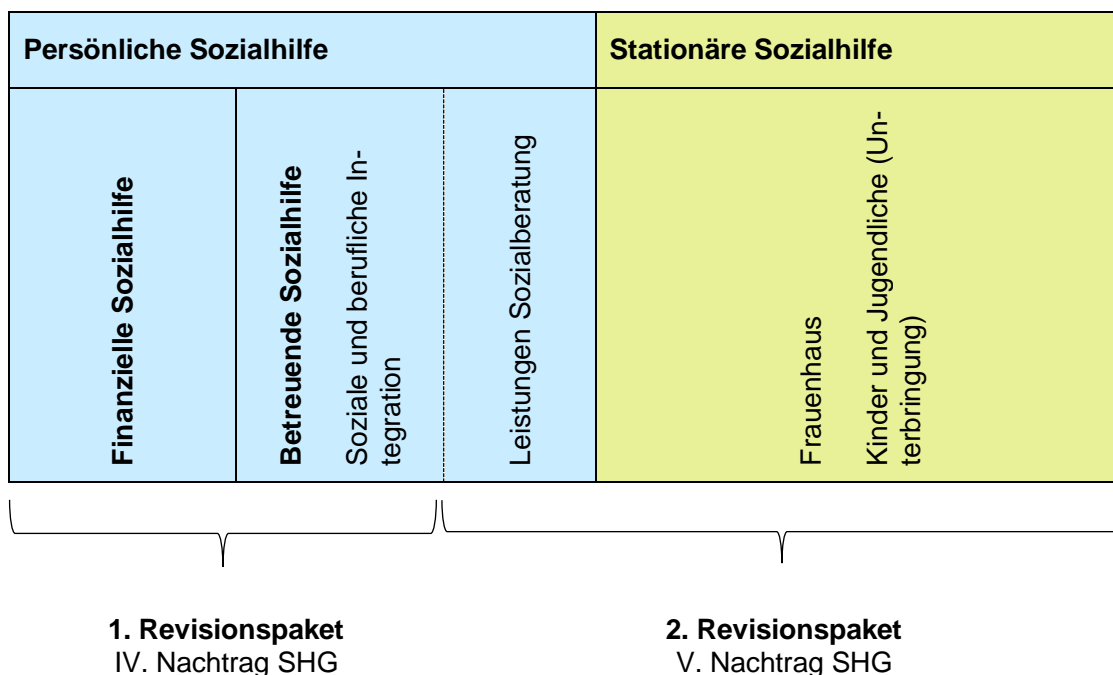 Persönliche Sozialhilfe
Stationäre Sozialhilfe
Finanzielle Sozialhilfe
Betreuende Sozialhilfe
Soziale und berufliche In-
tegration
Leistungen Sozialberatung
Frauenhaus
Kinder und Jugendliche (Un-
terbringung)
1. Revisionspaket
IV. Nachtrag SHG
2. Revisionspaket
V. Nachtrag SHG